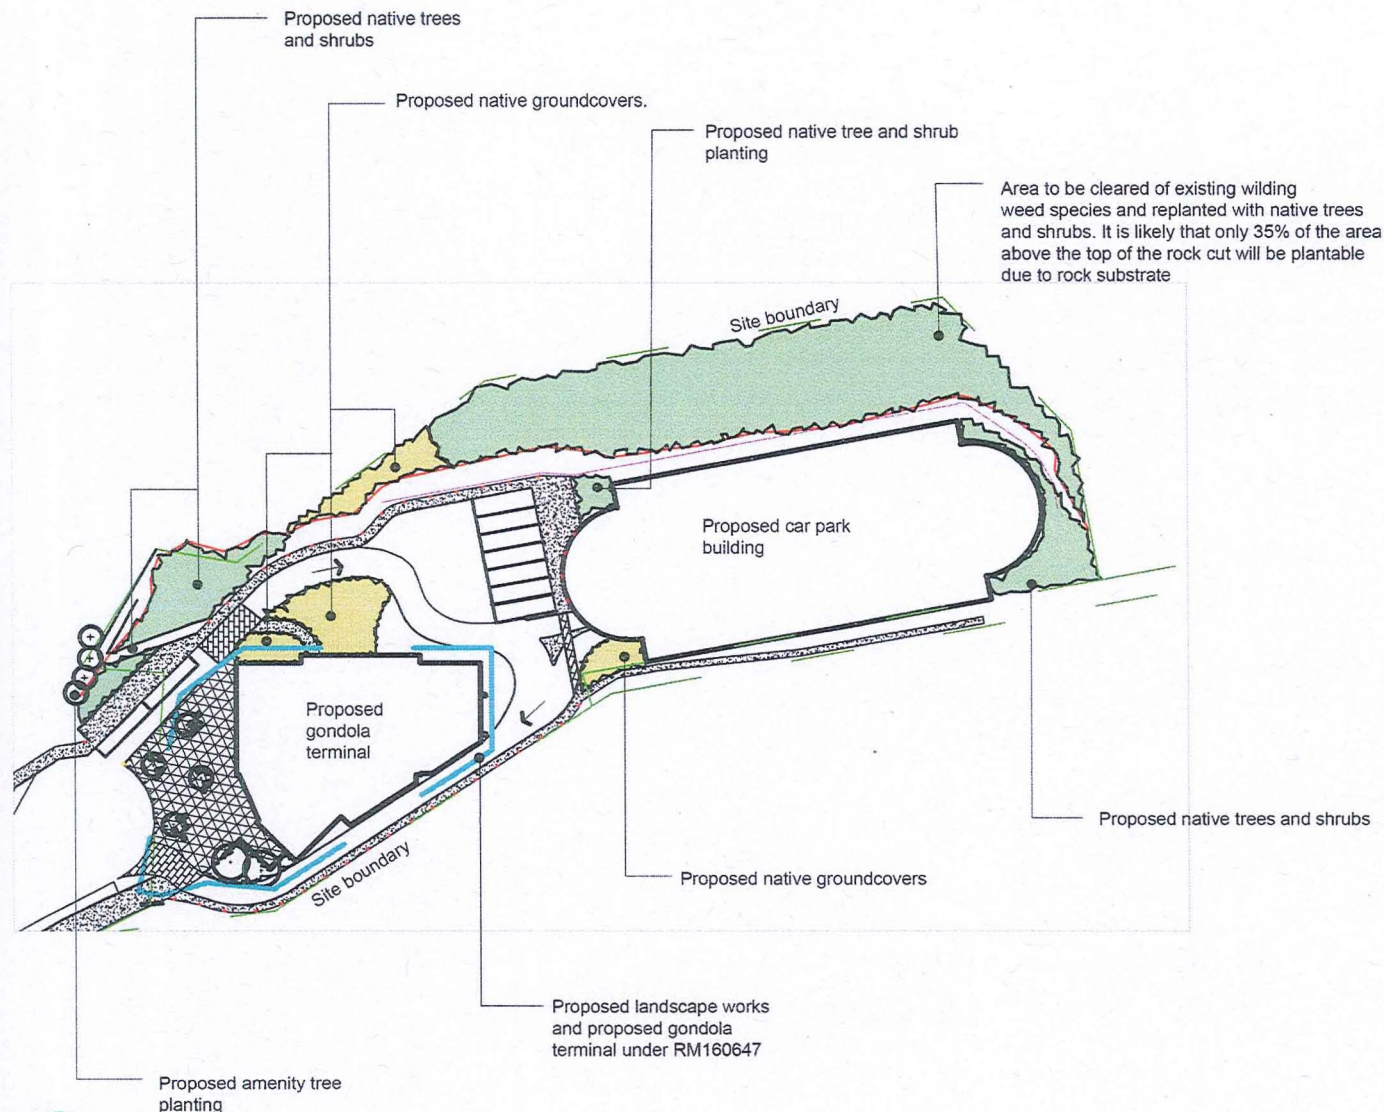 Proposed native trees
and shrubs
Proposed native groundcovers.
Proposed native tree and shrub
planting
Area to be cleared of existing wilding
weed species and replanted with native trees
and shrubs. It is likely that only 35% of the area
above the top of the rock cut will be plantable
due to rock substrate
Site boundary
Proposed car park
building
Proposed
gondola
terminal
Proposed native trees and shrubs
Proposed native groundcovers
Site boundary
Proposed landscape works
and proposed gondola
terminal under RM160647
Proposed amenity tree
planting